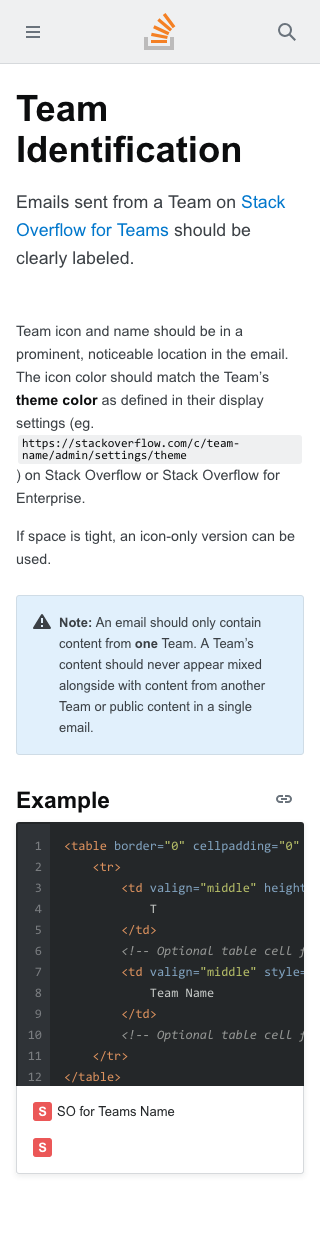 Team
Identification
Emails sent from a Team on Stack
Overflow for Teams should be
clearly labeled.
Team icon and name should be in a
prominent, noticeable location in the email.
The icon color should match the Team’s
theme color as defined in their display
settings (eg.
https://stackoverflow.com/c/team-
name/admin/settings/theme
) on Stack Overflow or Stack Overflow for
Enterprise.
If space is tight, an icon-only version can be
used.
Note: An email should only contain
content from one Team. A Team’s
content should never appear mixed
alongside with content from another
Team or public content in a single
email.
Example
1 <table border="0" cellpadding="0"
2 <tr>
3 <td valign="middle" height
4 T
5 </td>
6 <!-- Optional table cell
7 <td valign="middle" style=
8 Team Name
9 </td>
10 <!-- Optional table cell
11 </tr>
12 </table>
S SO for Teams Name
S